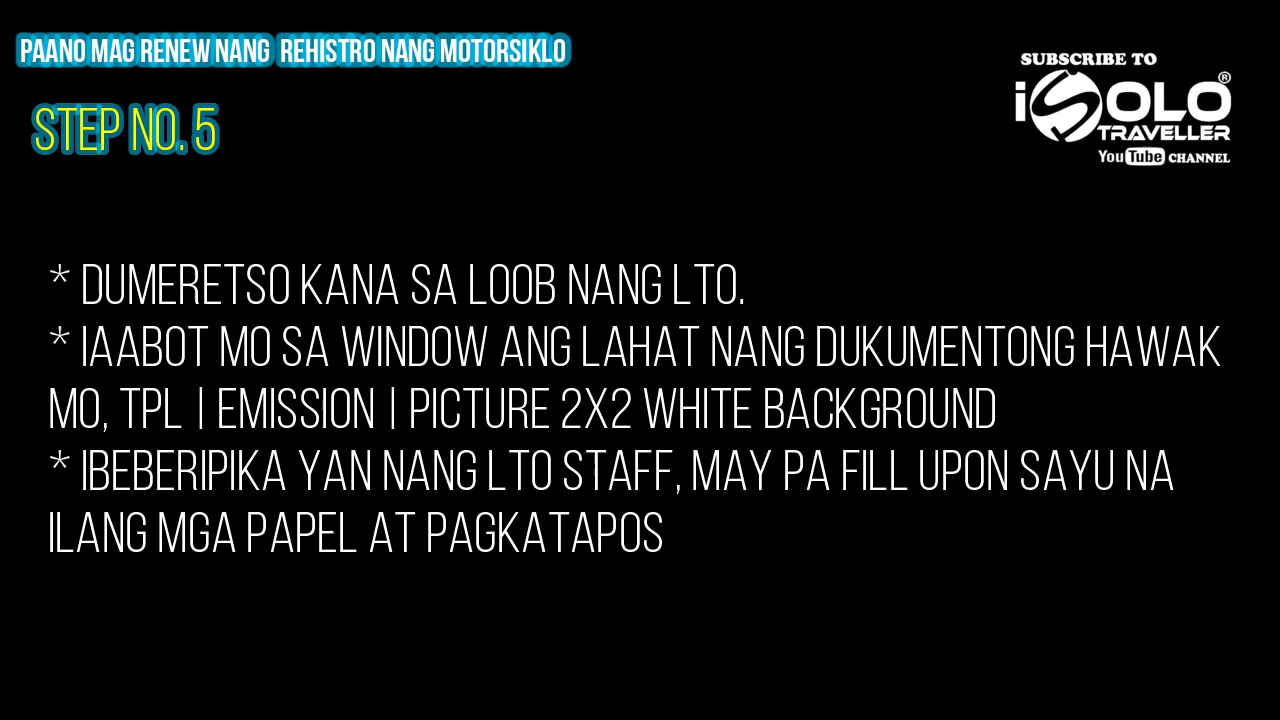 PAANO MAG RENEW NANG REHISTRO NANG MOTORSIKLO
STEP NO. 5
SUBSCRIBE TO
iSOLO®
TRAVELLER
YouTube CHANNEL
* DUMERETSO KANA SA LOOB NANG LTO.
* IAABOT MO SA WINDOW ANG LAHAT NANG DUKUMENTONG HAWAK
MO, TPL | EMISSION | PICTURE 2X2 WHITE BACKGROUND
* IBEBERIPIKA YAN NANG LTO STAFF, MAY PA FILL UPON SAYU NA
ILANG MGA PAPEL AT PAGKATAPOS